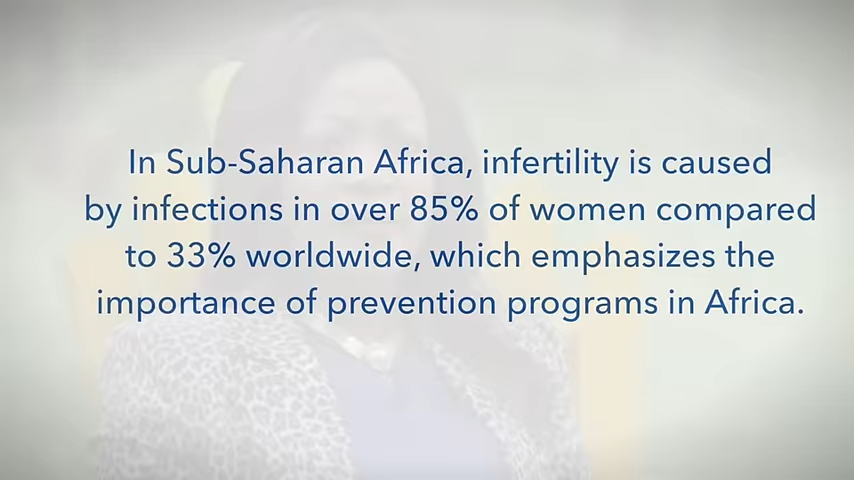 In Sub-Saharan Africa, infertility is caused
by infections in over 85% of women compared
to 33% worldwide, which emphasizes the
importance of prevention programs in Africa.